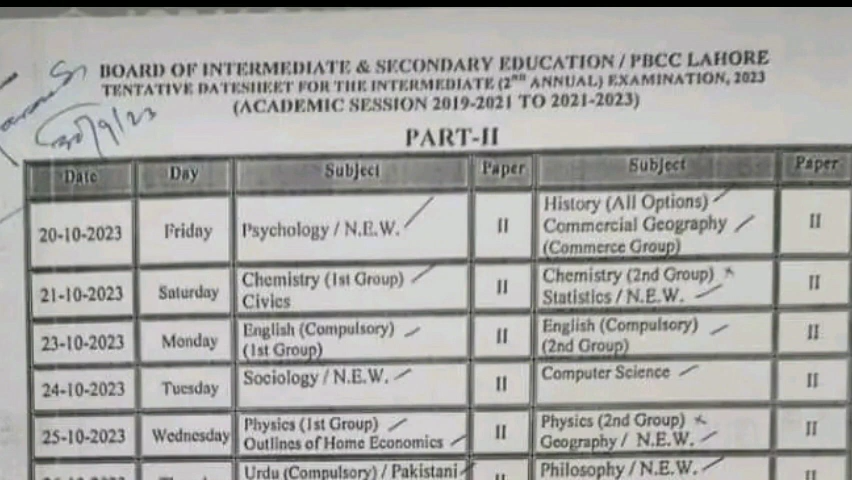 BOARD OF INTERMEDIATE & SECONDARY EDUCATION / PBCC LAHORE
TENTATIVE DATESHEET FOR THE INTERMEDIATE (2ND ANNUAL) EXAMINATION, 2023
(ACADEMIC SESSION 2019-2021 TO 2021-2023)
30/9/23
PART-II
Date Day Subject Paper Subject Paper
20-10-2023 Friday Psychology / N.E.W. II History (All Options) II
Commercial Geography
(Commerce Group)
21-10-2023 Saturday Chemistry (1st Group) II Chemistry (2nd Group) II
Civics Statistics / N.E.W.
23-10-2023 Monday English (Compulsory) II English (Compulsory) II
(1st Group) (2nd Group)
24-10-2023 Tuesday Sociology / N.E.W. II Computer Science II
25-10-2023 Wednesday Physics (1st Group) II Physics (2nd Group) II
Outlines of Home Economics Geography / N.E.W.
Urdu (Compulsory) / Pakistani II Philosophy / N.E.W. II